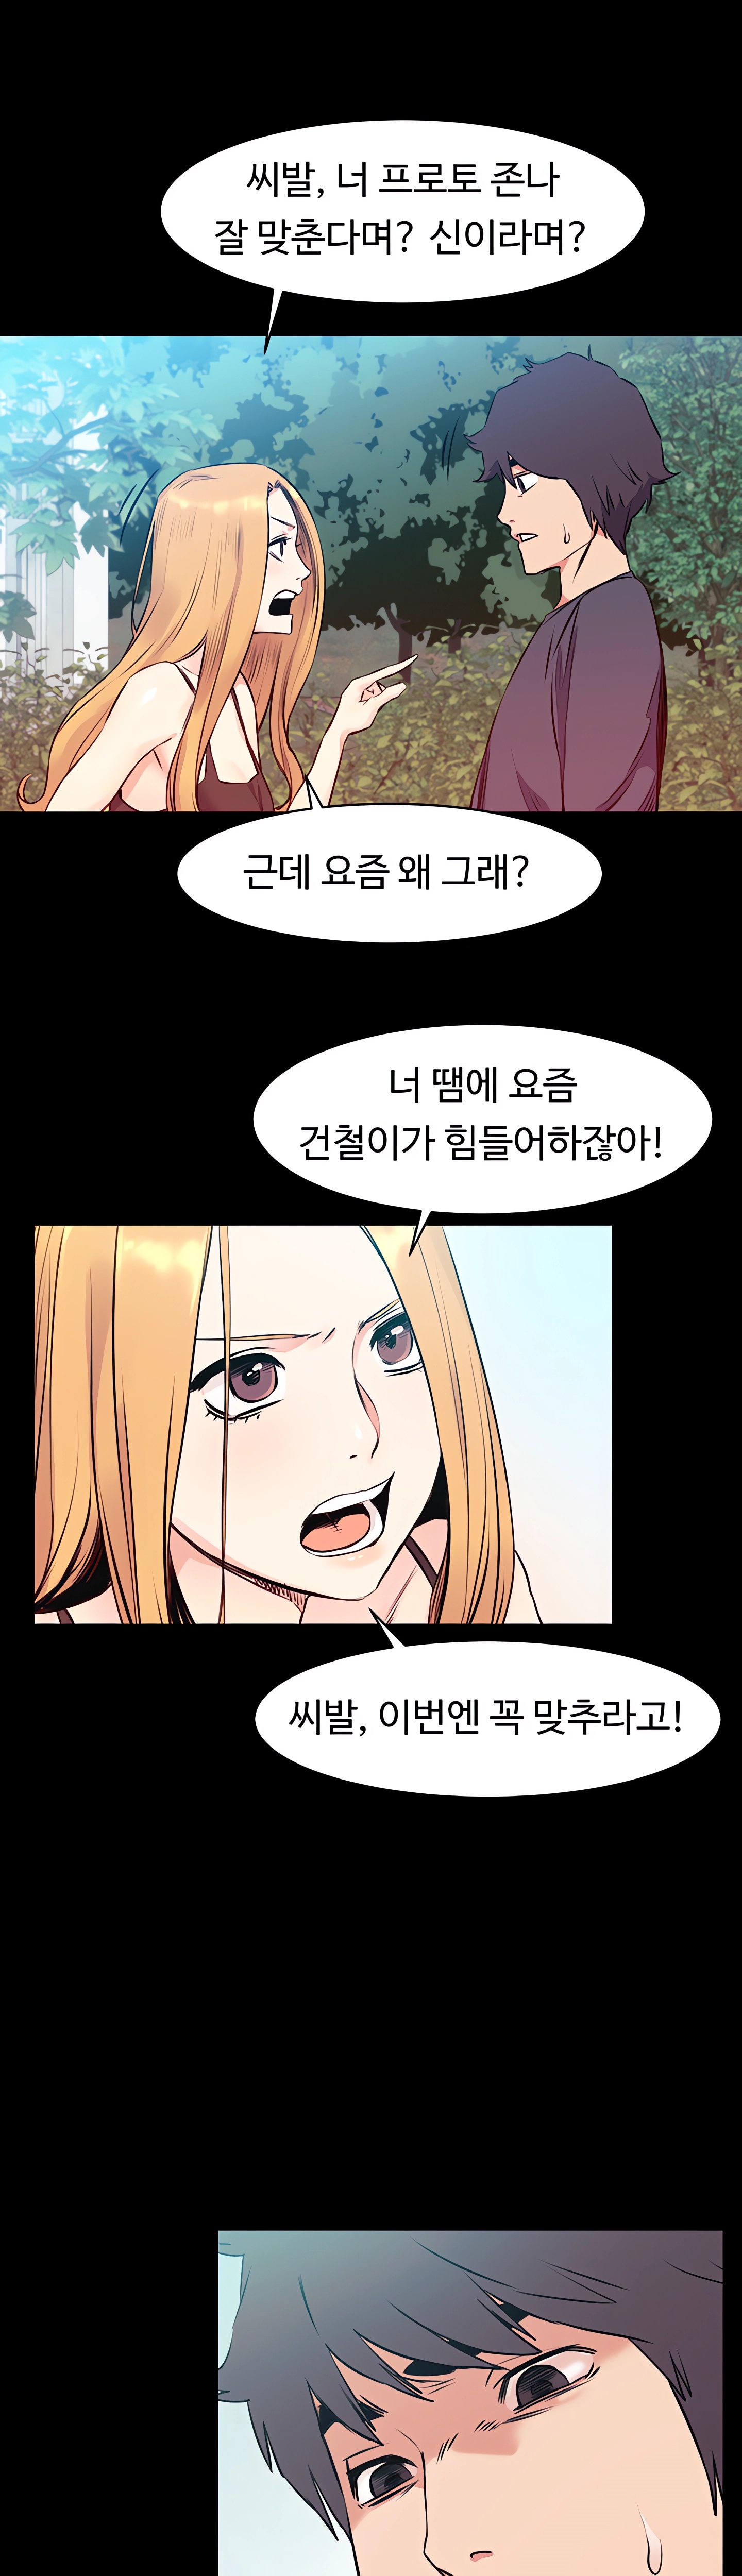 씨발, 너 프로토 존나
잘 맞춘다며? 신이라며?
근데 요즘 왜 그래?
너 땜에 요즘
건철이가 힘들어하잖아!
씨발, 이번엔 꼭 맞추라고!